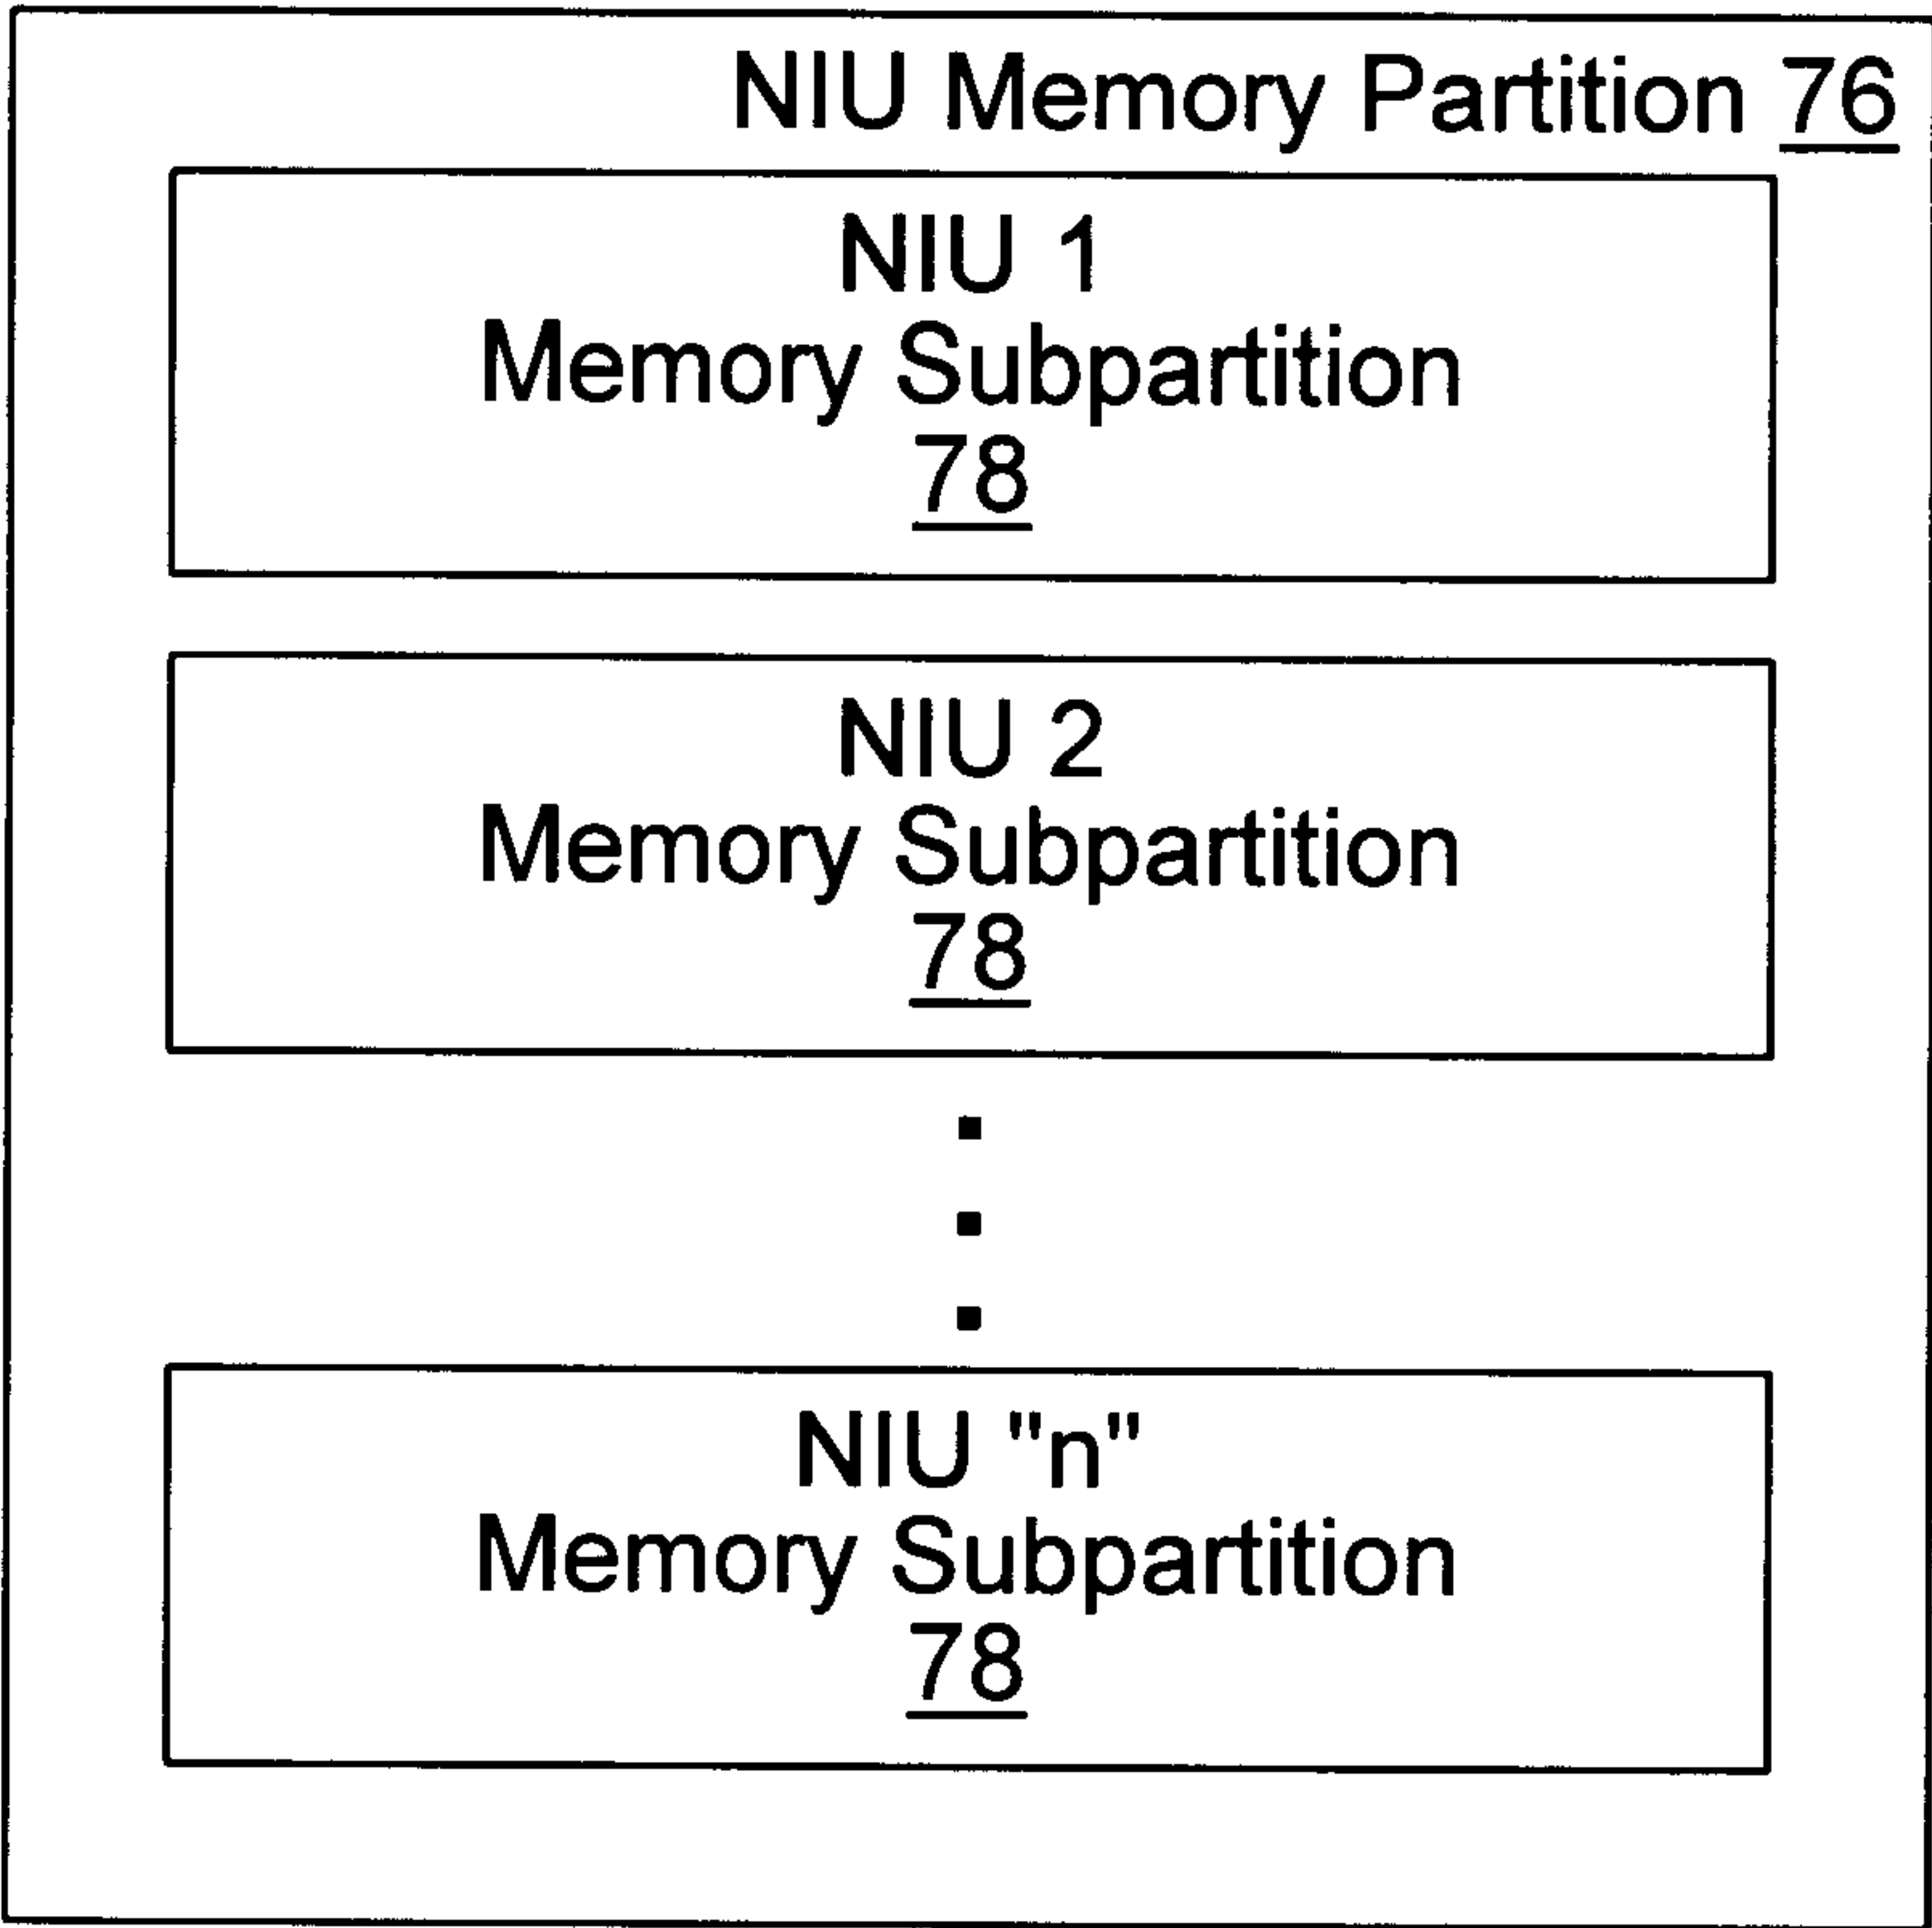 NIU Memory Partition 76
NIU 1
Memory Subpartition
78
NIU 2
Memory Subpartition
78
NIU "n"
Memory Subpartition
78